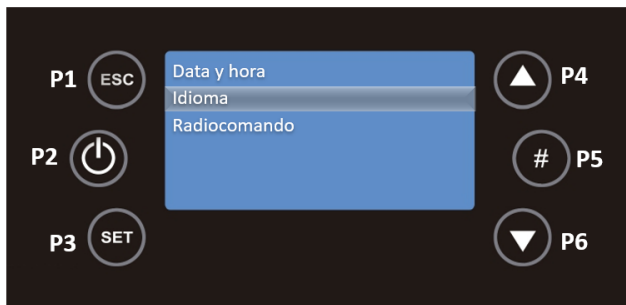 P1 ESC
P2
P3 SET
Data y hora
Idioma
Radiocomando
P4
# P5
P6